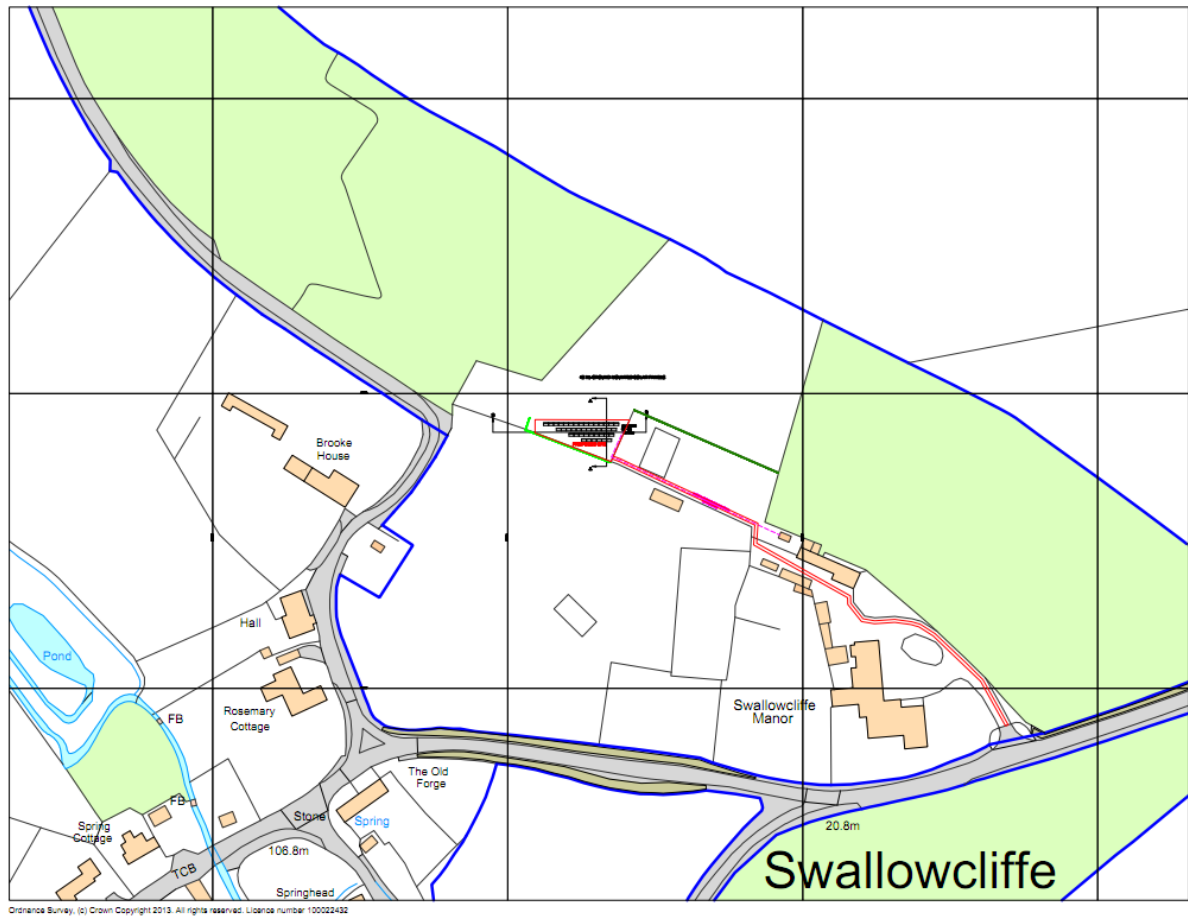 Brooke
House
Hall
Pond
FB
Rosemary
Cottage
Swallowcliffe
Manor
The Old
Forge
FB
Stone
Spring
Spring
Cottage
20.8m
106.8m
TCB
Swallowcliffe
Springhead
Ordnance Survey, (c) Crown Copyright 2013. All rights reserved. Licence number 100022432